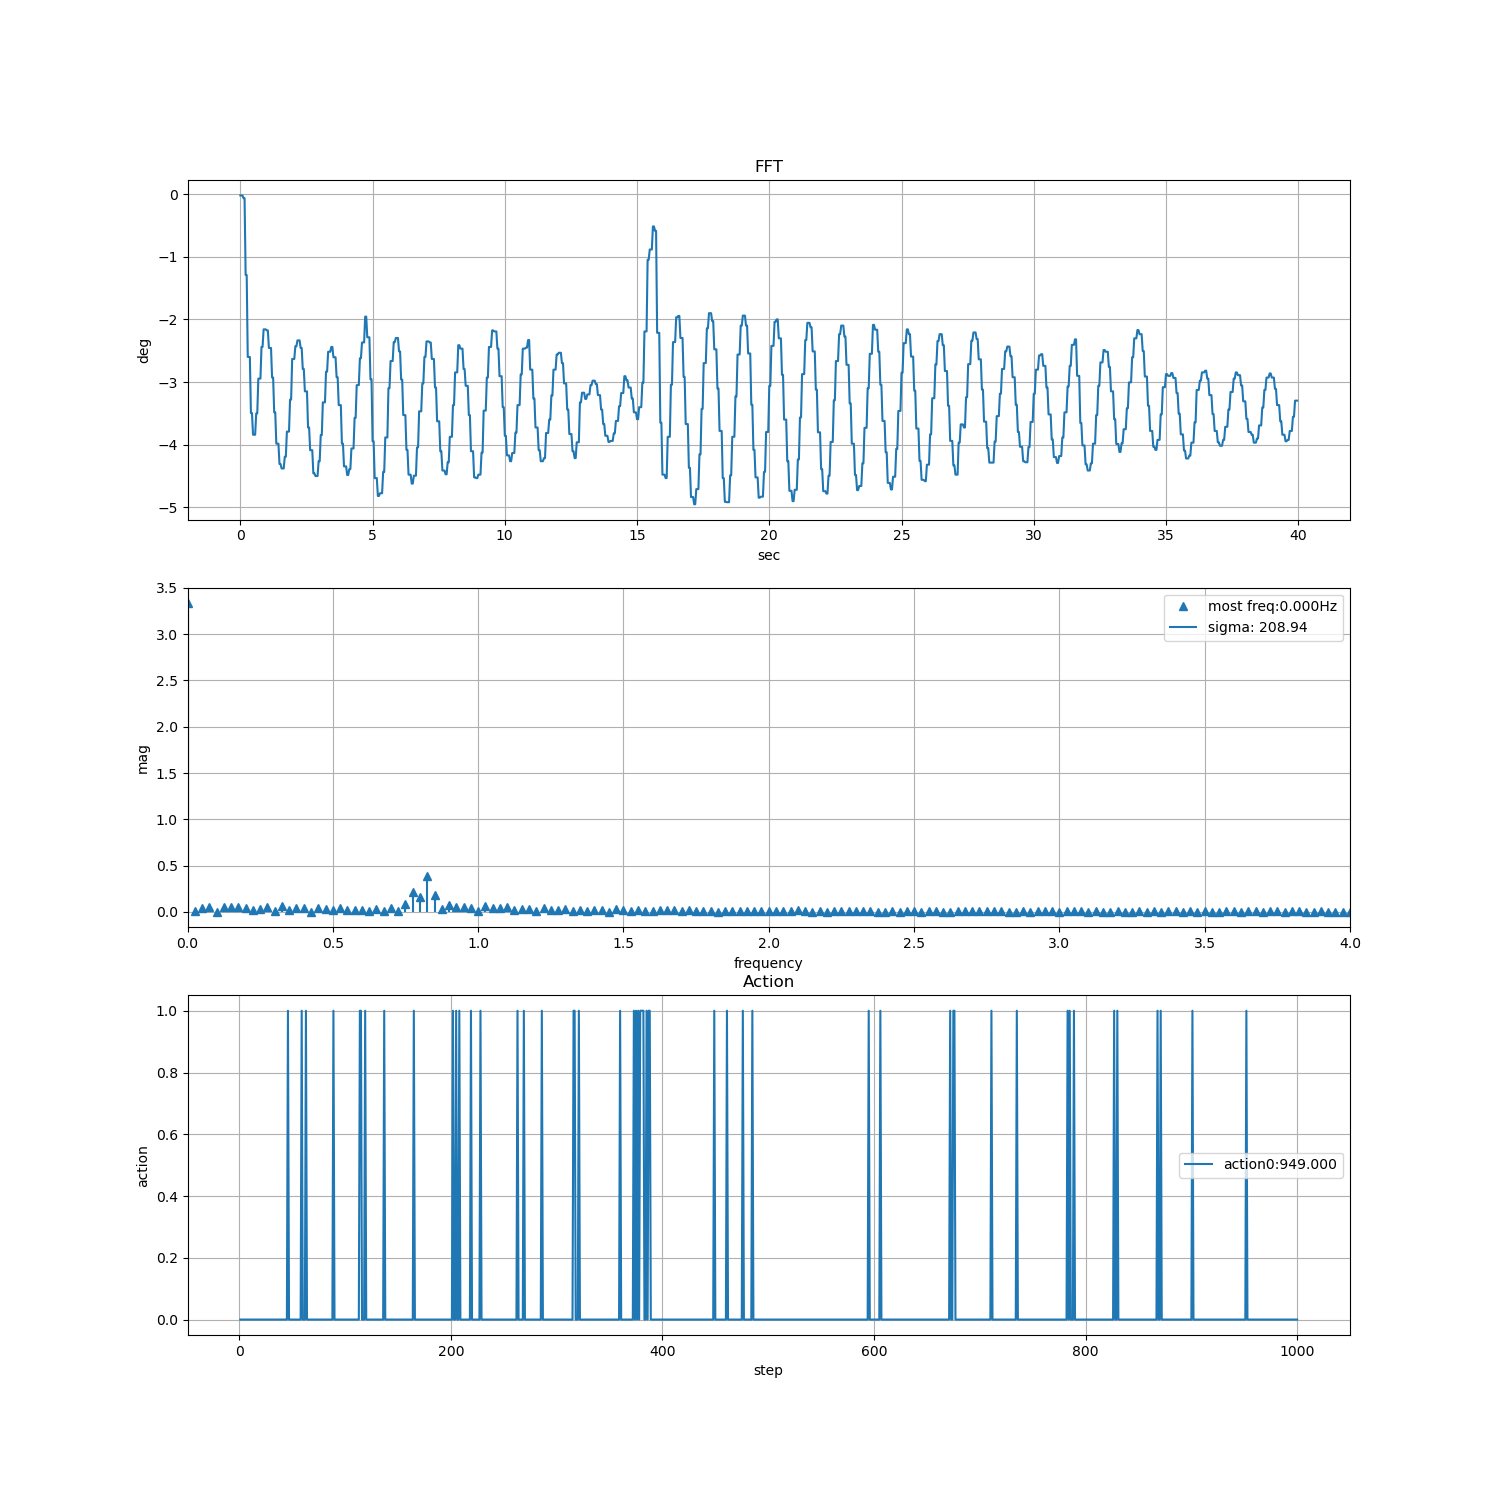 FFT
0
−1
−2
−3
−4
−5
deg
0 5 10 15 20 25 30 35 40
sec
3.5
3.0
2.5
2.0
1.5
1.0
0.5
0.0
mag
most freq:0.000Hz
sigma: 208.94
0.0 0.5 1.0 1.5 2.0 2.5 3.0 3.5 4.0
frequency
Action
1.0
0.8
0.6
0.4
0.2
0.0
action
action0:949.000
0 200 400 600 800 1000
step